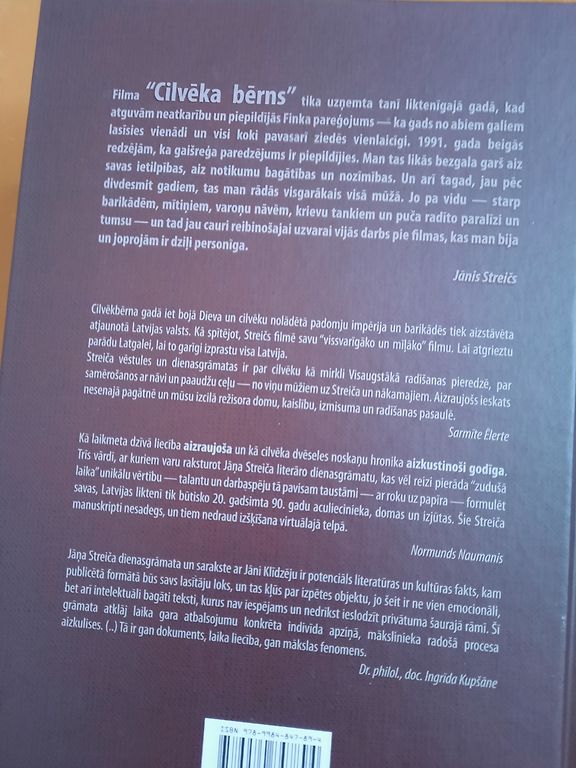 Filma "Cilvēka bērns" tika uzņemta tanī liktenīgajā gadā, kad
atguvām neatkarību un piepildījās Finka pareģojums — ka gads no abiem galiem
lasīsies vienādi un visi koki pavasarī ziedēs vienlaicīgi. 1991. gada beigās
redzējām, ka gaišreģa paredzējums ir piepildījies. Man tas likās bezgala garš aiz
savas ietilpības, aiz notikumu bagātības un nozīmības. Un arī tagad, jau pēc
divdesmit gadiem, tas man rādās visgarākais visā mūžā. Jo pa vidu — starp
barikādēm, mītiņiem, varoņu nāvēm, krievu tankiem un puča radīto paralīzi un
tumsu — un tad jau cauri reibinošajai uzvarai vijās darbs pie filmas, kas man bija
un joprojām ir dziļi personīga.
Jānis Streičs
Cilvēkbērna gadā iet bojā Dieva un cilvēku nolādētā padomju impērija un barikādēs tiek aizstāvēta
atjaunotā Latvijas valsts. Kā spītējot, Streičs filmē savu "vissvarīgāko un mīļāko" filmu. Lai atgrieztu
parādu Latgalei, lai to garīgi izprastu visa Latvija.
Streiča vēstules un dienasgrāmatas ir par cilvēku kā mirkli Visaugstākā radīšanas pieredzē, par
samērošanos ar nāvi un paaudžu ceļu — no viņu mūžiem uz Streiča un nākamajiem. Aizraujošs ieskats
nesenajā pagātnē un mūsu izcilā režisora domu, kaislību, izmisuma un radīšanas pasaulē.
Sarmīte Ēlerte
Kā laikmeta dzīvā liecība aizraujoša un kā cilvēka dvēseles noskaņu hronika aizkustinoši godīga.
Trīs vārdi, ar kuriem varu raksturot Jāņa Streiča literāro dienasgrāmatu, kas vēl reizi pierāda "zudušā
laika" unikālu vērtību — talantu un darbaspēju tā pavisam taustāmi — ar roku uz papīra — formulēt
savas, Latvijas likteni tik būtisko 20. gadsimta 90. gadu aculiecinieka, domas un izjūtas. Šie Streiča
manuskripti nesadegs, un tiem nedraud izšķīšana virtuālajā telpā.
Normunds Naumanis
Jāņa Streiča dienasgrāmata un sarakste ar Jāni Klīdzēju ir potenciāls literatūras un kultūras fakts, kam
publicētā formātā būs savs lasītāju loks, un tas kļūs par izpētes objektu, jo šeit ir ne vien emocionāli,
bet arī intelektuāli bagāti teksti, kurus nav iespējams un nedrīkst ieslodzīt privātuma šaurajā rāmī. Šī
grāmata atklāj laika gara atbalsojumu konkrēta indivīda apziņā, mākslinieka radošā procesa
aizkulises. (..) Tā ir gan dokuments, laika liecība, gan mākslas fenomens.
Dr. philol., doc. Ingrīda Kupšāne
ISBN 978-9984-847-89-4